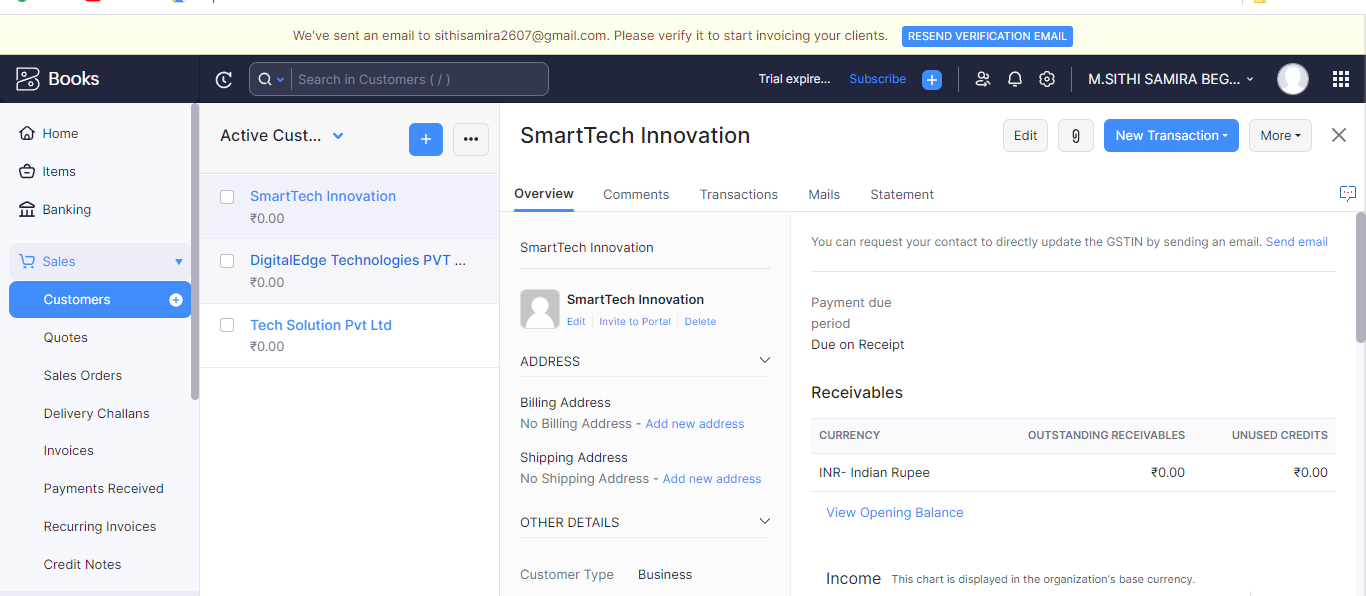 We've sent an email to sithisamira2607@gmail.com. Please verify it to start invoicing your clients. RESEND VERIFICATION EMAIL
Books
Search in Customers ( / )
Trial expire...
Subscribe
M.SITHI SAMIRA BEG...
Home
Items
Banking
Sales
Customers
Quotes
Sales Orders
Delivery Challans
Invoices
Payments Received
Recurring Invoices
Credit Notes
Active Cust...
SmartTech Innovation
₹0.00
DigitalEdge Technologies PVT ...
₹0.00
Tech Solution Pvt Ltd
₹0.00
SmartTech Innovation
Edit
New Transaction
More
Overview Comments Transactions Mails Statement
SmartTech Innovation
SmartTech Innovation
Edit Invite to Portal Delete
ADDRESS
Billing Address
No Billing Address - Add new address
Shipping Address
No Shipping Address - Add new address
OTHER DETAILS
Customer Type Business
You can request your contact to directly update the GSTIN by sending an email. Send email
Payment due
period
Due on Receipt
Receivables
CURRENCY OUTSTANDING RECEIVABLES UNUSED CREDITS
INR- Indian Rupee ₹0.00 ₹0.00
View Opening Balance
Income This chart is displayed in the organization's base currency.